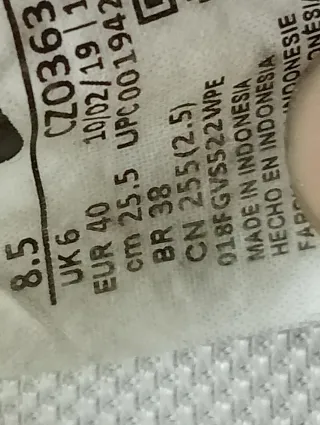 8.5
UK 6
EUR 40
cm 25.5
BR 38
CN 255(2.5)
018FGVS522WPE
MADE IN INDONESIA
HECHO EN INDONESIA
CZ0363
10/02/19
UPC001942